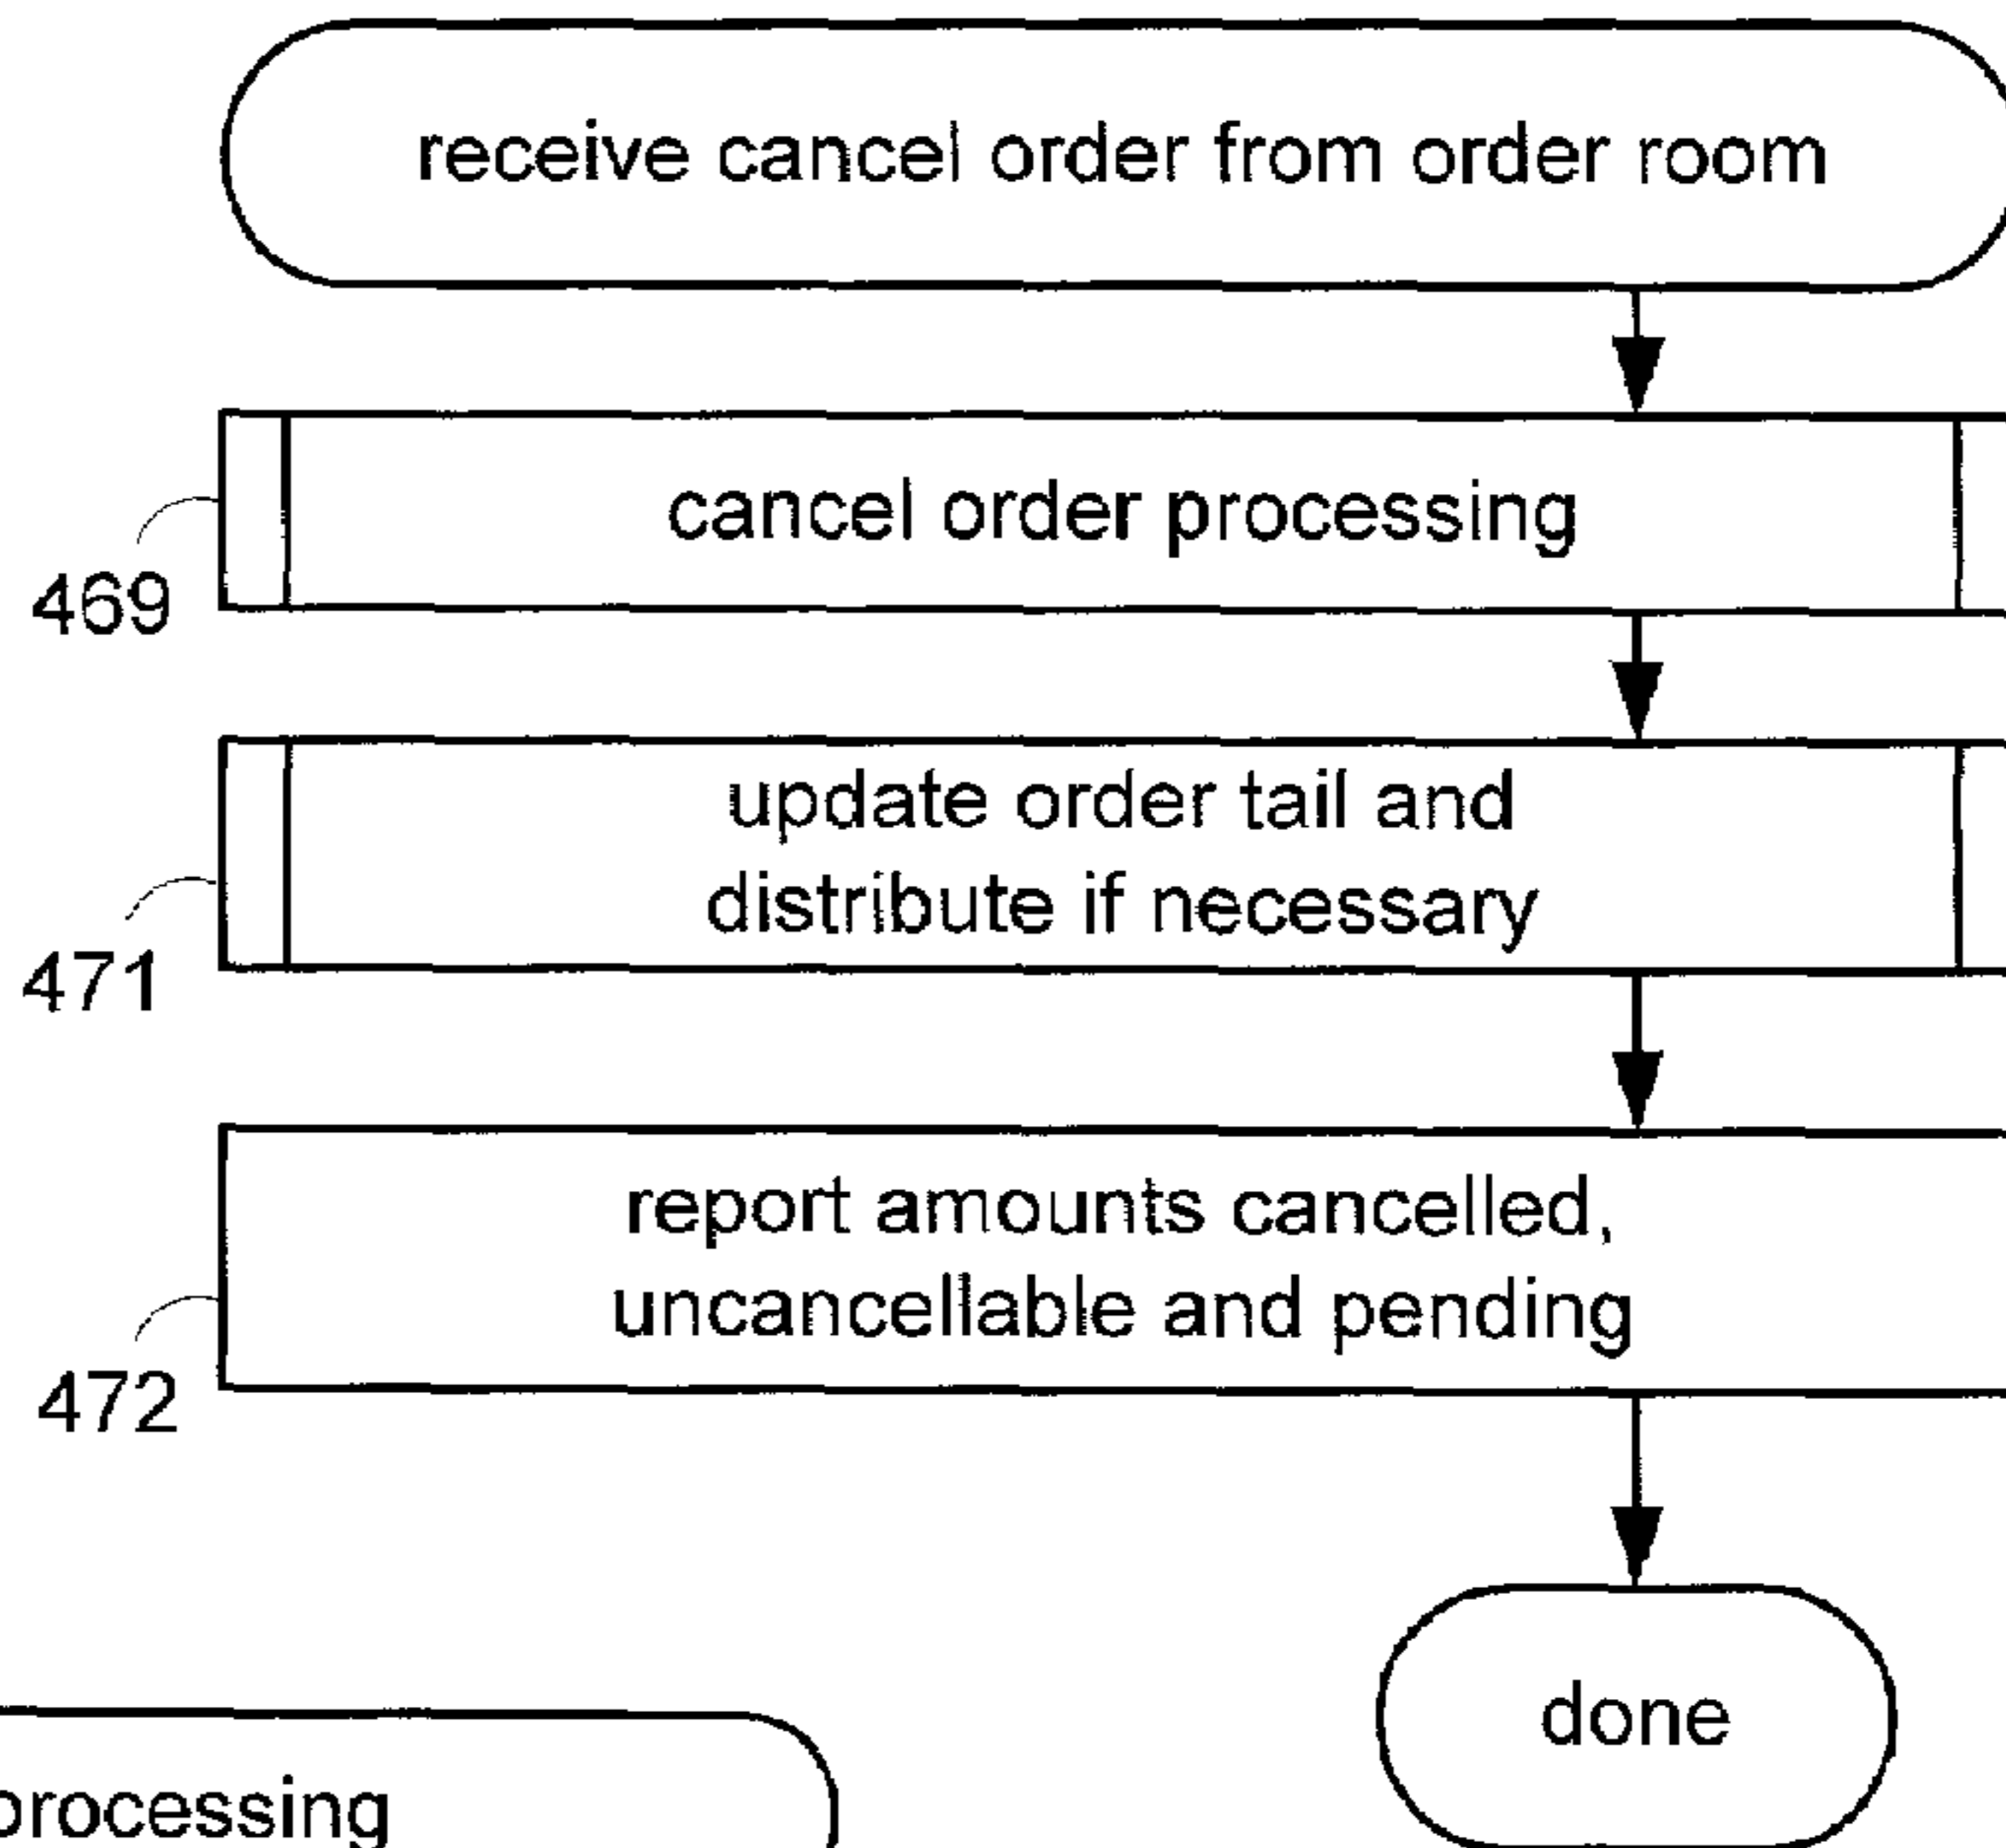 receive cancel order from order room
cancel order processing
469
update order tail and
distribute if necessary
471
report amounts cancelled,
uncancellable and pending
472
done
processing